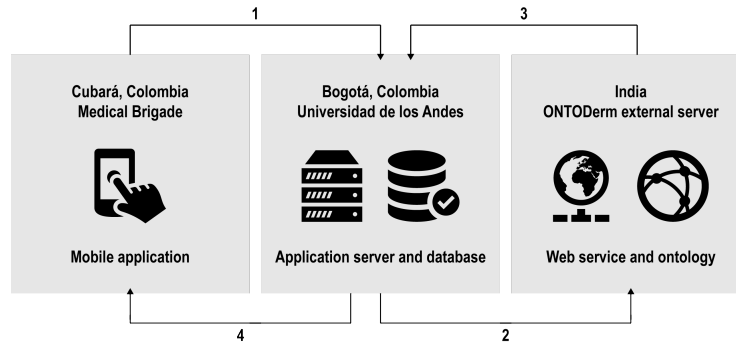 1
3
Cubará, Colombia
Medical Brigade
Mobile application
Bogotá, Colombia
Universidad de los Andes
Application server and database
India
ONTODerm external server
Web service and ontology
4
2